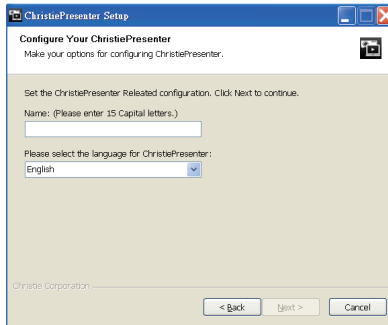 ChristiePresenter Setup
Configure Your ChristiePresenter
Make your options for configuring ChristiePresenter.
Set the ChristiePresenter Releated configuration. Click Next to continue.
Name: (Please enter 15 Capital letters.)
Please select the language for ChristiePresenter:
English
Christie Corporation
< Back Next > Cancel